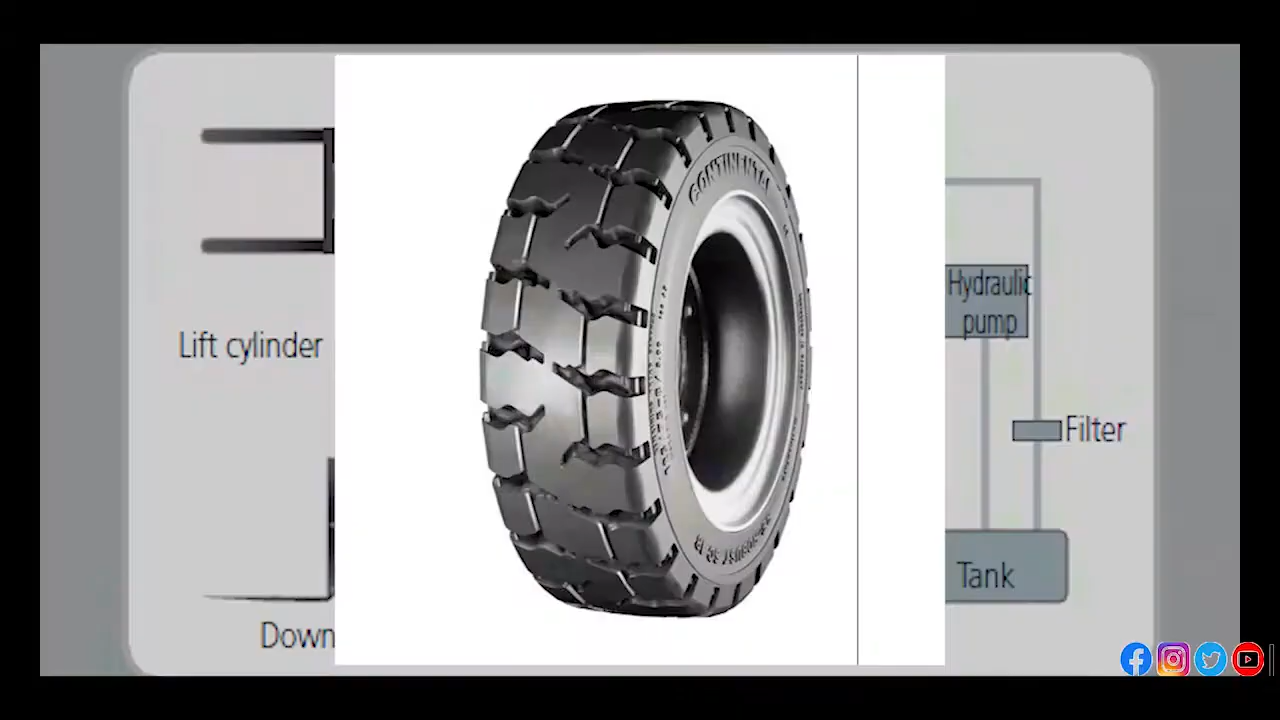 CONTINENTAL
Hydraulic
pump
Lift cylinder
Filter
Tank
Down